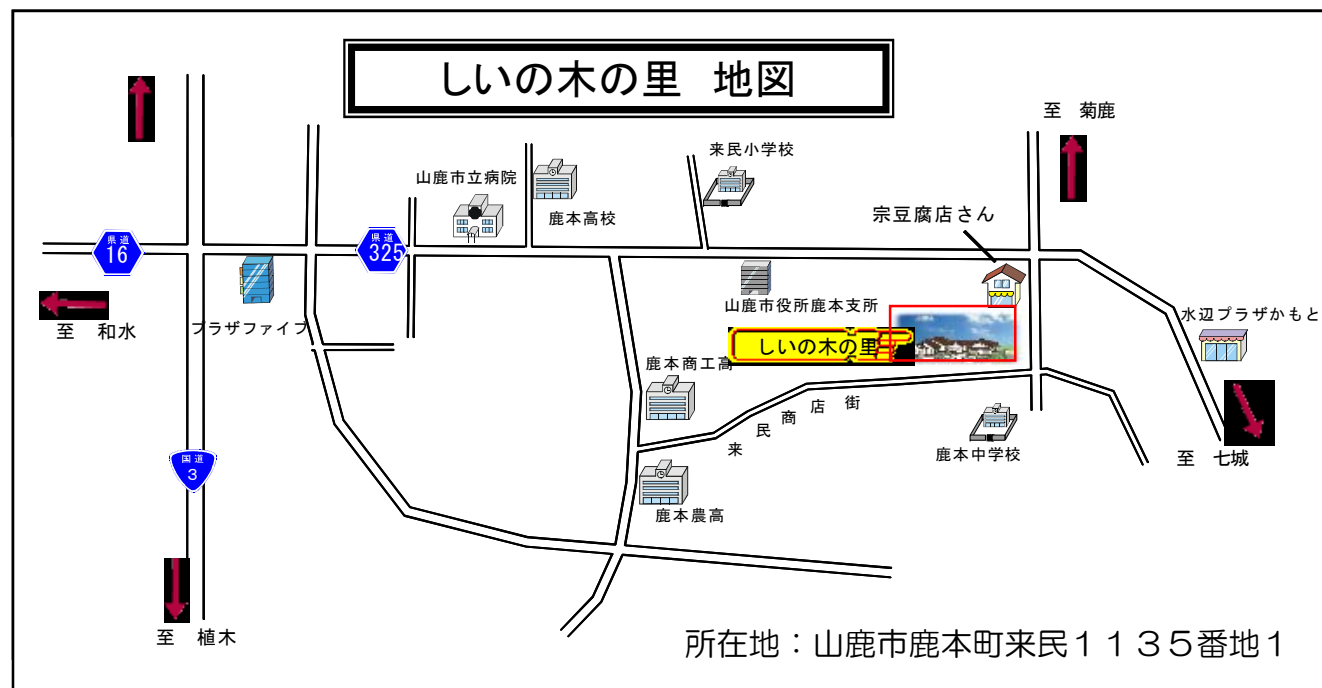 しいの木の里 地図
至 菊鹿
来民小学校
山鹿市立病院
鹿本高校
宗豆腐店さん
県道
16
県道
325
山鹿市役所鹿本支所
水辺プラザかもと
至 和水
プラザファイブ
しいの木の里
鹿本商工高
来民商店街
鹿本中学校
至 七城
国道
3
鹿本農高
至 植木
所在地：山鹿市鹿本町来民１１３５番地１